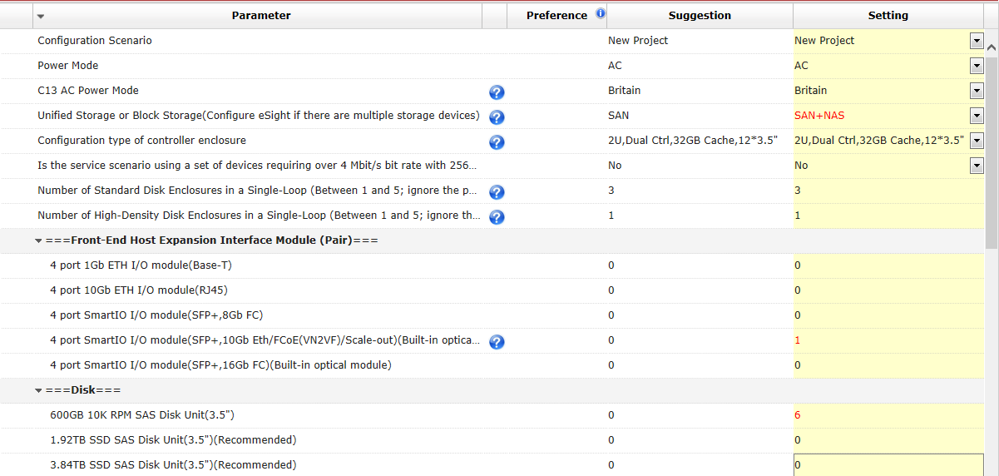 Parameter Preference Suggestion Setting
Configuration Scenario New Project New Project
Power Mode AC AC
C13 AC Power Mode Britain Britain
Unified Storage or Block Storage(Configure eSight if there are multiple storage devices) SAN SAN+NAS
Configuration type of controller enclosure 2U,Dual Ctrl,32GB Cache,12*3.5" 2U,Dual Ctrl,32GB Cache,12*3.5"
Is the service scenario using a set of devices requiring over 4 Mbit/s bit rate with 256... No No
Number of Standard Disk Enclosures in a Single-Loop (Between 1 and 5; ignore the p... 3 3
Number of High-Density Disk Enclosures in a Single-Loop (Between 1 and 5; ignore th... 1 1
===Front-End Host Expansion Interface Module (Pair)===
4 port 1Gb ETH I/O module(Base-T) 0 0
4 port 10Gb ETH I/O module(RJ45) 0 0
4 port SmartIO I/O module(SFP+,8Gb FC) 0 0
4 port SmartIO I/O module(SFP+,10Gb Eth/FCoE(VN2VF)/Scale-out)(Built-in optica... 0 1
4 port SmartIO I/O module(SFP+,16Gb FC)(Built-in optical module) 0 0
===Disk===
600GB 10K RPM SAS Disk Unit(3.5") 0 6
1.92TB SSD SAS Disk Unit(3.5")(Recommended) 0 0
3.84TB SSD SAS Disk Unit(3.5")(Recommended) 0 0